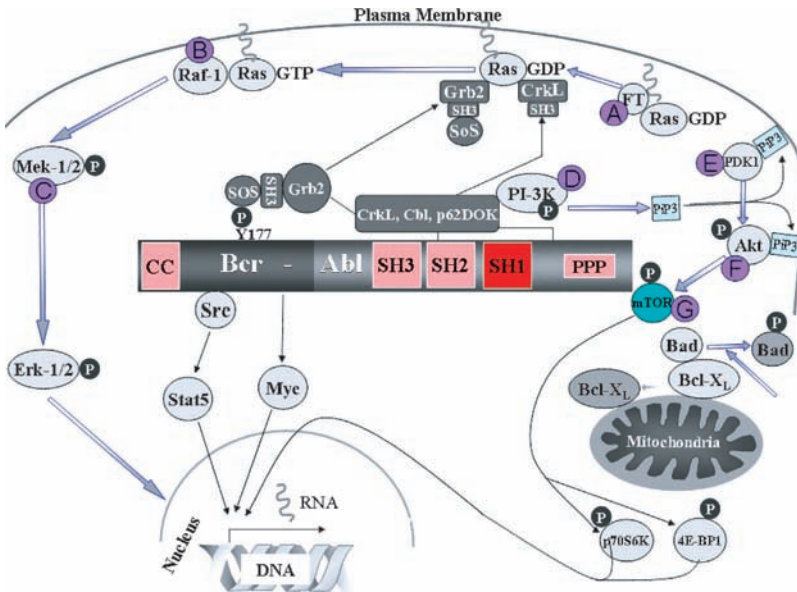 Plasma Membrane
B
Raf-1
Ras
GTP
Ras
GDP
Grb2
SH3
SoS
CrkL
SH3
A
FT
Ras
GDP
Mek-1/2
P
C
SOS
SH3
Grb2
P
Y177
CrkL, Cbl, p62DOK
PI-3K
D
P
PiP3
E
PDK1
PiP3
P
Akt
PiP3
F
CC
Bcr - Abl
SH3
SH2
SH1
PPP
P
mTOR
G
Src
Erk-1/2
P
Stat5
Myc
Bad
P
Bad
Bcl-XL
Bcl-XL
Mitochondria
Nucleus
RNA
DNA
P
p70S6K
P
4E-BP1